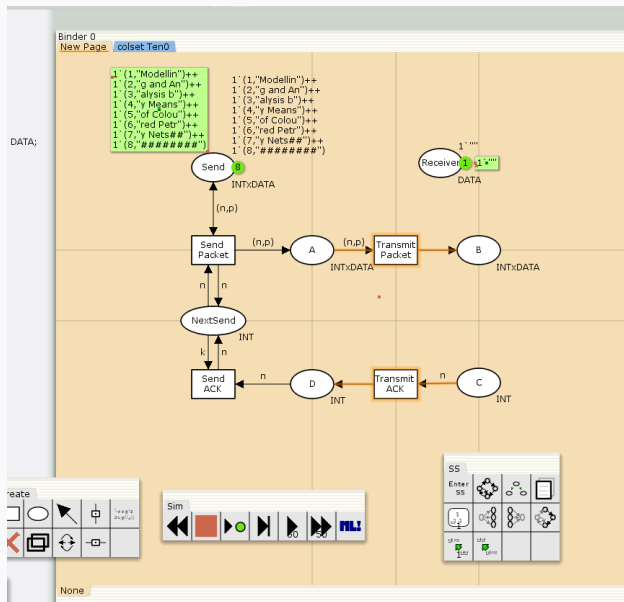 Binder 0
New Page colset Ten0
DATA;
1`(1,"Modellin")++
1`(2,"g and An")++
1`(3,"alysis b")++
1`(4,"y Means")++
1`(5,"of Colou")++
1`(6,"red Petr")++
1`(7,"y Nets##")++
1`(8,"########")
1`(1,"Modellin")++
1`(2,"g and An")++
1`(3,"alysis b")++
1`(4,"y Means")++
1`(5,"of Colou")++
1`(6,"red Petr")++
1`(7,"y Nets##")++
1`(8,"########")
1`""
Send 8
INTxDATA
Receiver 1 1`""
DATA
(n,p)
Send Packet
(n,p)
A
INTxDATA
(n,p)
Transmit Packet
B
INTxDATA
n n
NextSend
INT
k n
Send ACK
n
D
INT
Transmit ACK
n
C
INT
SS
Enter SS
reate
Sim
60
50
ML!
None